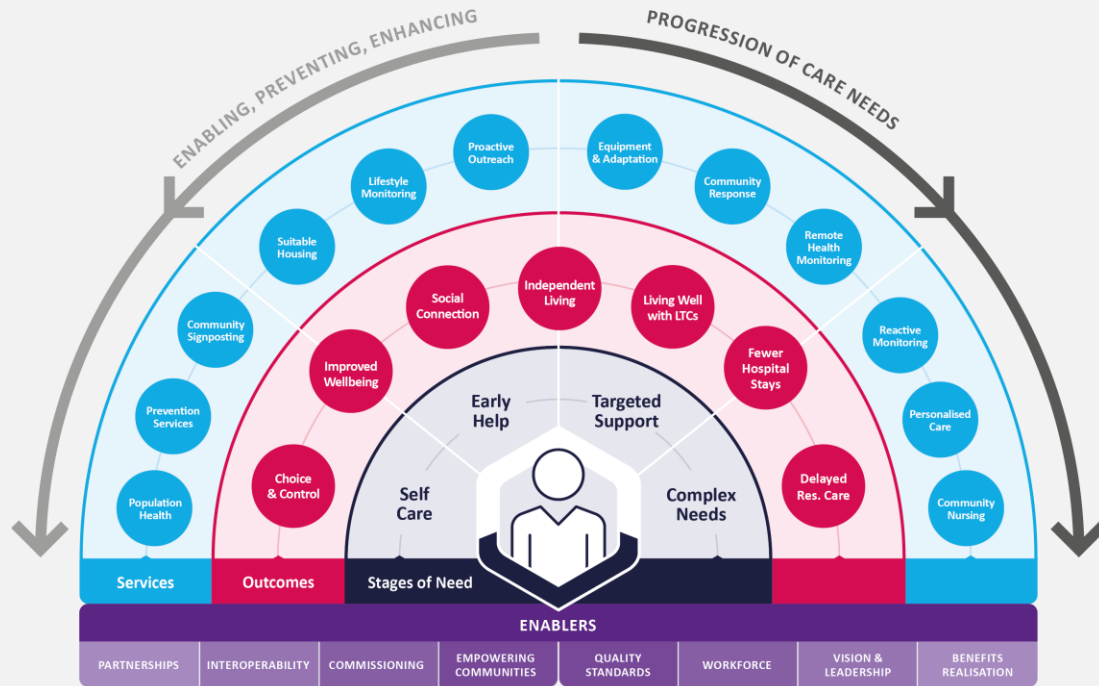 ENABLING, PREVENTING, ENHANCING
PROGRESSION OF CARE NEEDS
Population
Health
Prevention
Services
Community
Signposting
Suitable
Housing
Lifestyle
Monitoring
Proactive
Outreach
Equipment
& Adaptation
Community
Response
Remote
Health
Monitoring
Reactive
Monitoring
Personalised
Care
Community
Nursing
Choice
& Control
Improved
Wellbeing
Social
Connection
Independent
Living
Living Well
with LTCs
Fewer
Hospital
Stays
Delayed
Res. Care
Self
Care
Early
Help
Targeted
Support
Complex
Needs
Services
Outcomes
Stages of Need
ENABLERS
PARTNERSHIPS
INTEROPERABILITY
COMMISSIONING
EMPOWERING
COMMUNITIES
QUALITY
STANDARDS
WORKFORCE
VISION &
LEADERSHIP
BENEFITS
REALISATION